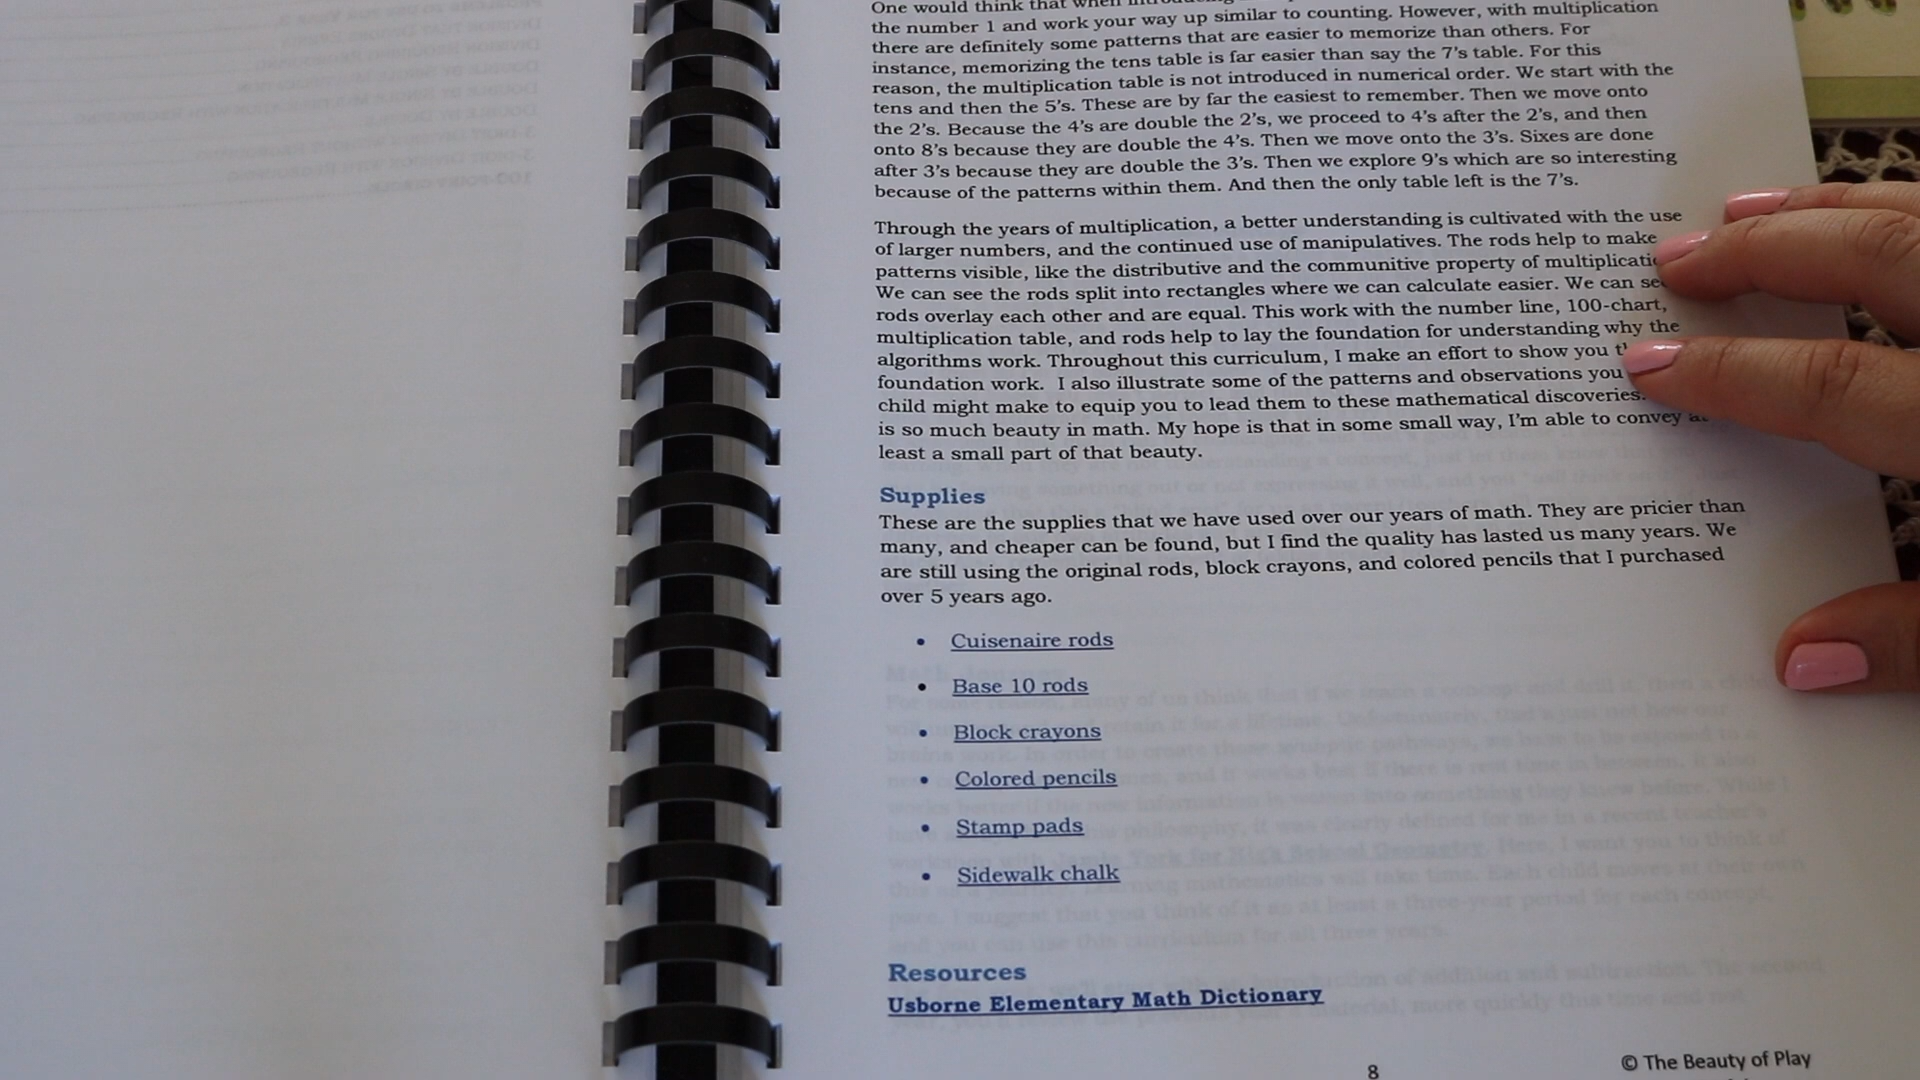 One would think that when
the number 1 and work your way up similar to counting. However, with multiplication
there are definitely some patterns that are easier to memorize than others. For
instance, memorizing the tens table is far easier than say the 7's table. For this
reason, the multiplication table is not introduced in numerical order. We start with the
tens and then the 5's. These are by far the easiest to remember. Then we move onto
the 2's. Because the 4's are double the 2's, we proceed to 4's after the 2's, and then
onto 8's because they are double the 4's. Then we move onto the 3's. Sixes are done
after 3's because they are double the 3's. Then we explore 9's which are so interesting
because of the patterns within them. And then the only table left is the 7's.
Through the years of multiplication, a better understanding is cultivated with the use
of larger numbers, and the continued use of manipulatives. The rods help to make
patterns visible, like the distributive and the communitive property of
We can see the rods split into rectangles where we can calculate easier. We can
rods overlay each other and are equal. This work with the number line, 100-chart,
multiplication table, and rods help to lay the foundation for understanding why the
algorithms work. Throughout this curriculum, I make an effort to show you
foundation work. I also illustrate some of the patterns and observations you
child might make to equip you to lead them to these mathematical discoveries.
is so much beauty in math. My hope is that in some small way, I'm able to convey
least a small part of that beauty.
Supplies
These are the supplies that we have used over our years of math. They are pricier than
many, and cheaper can be found, but I find the quality has lasted us many years. We
are still using the original rods, block crayons, and colored pencils that I purchased
over 5 years ago.
• Cuisenaire rods
• Base 10 rods
• Block crayons
• Colored pencils
• Stamp pads
• Sidewalk chalk
Resources
Usborne Elementary Math Dictionary
8
© The Beauty of Play